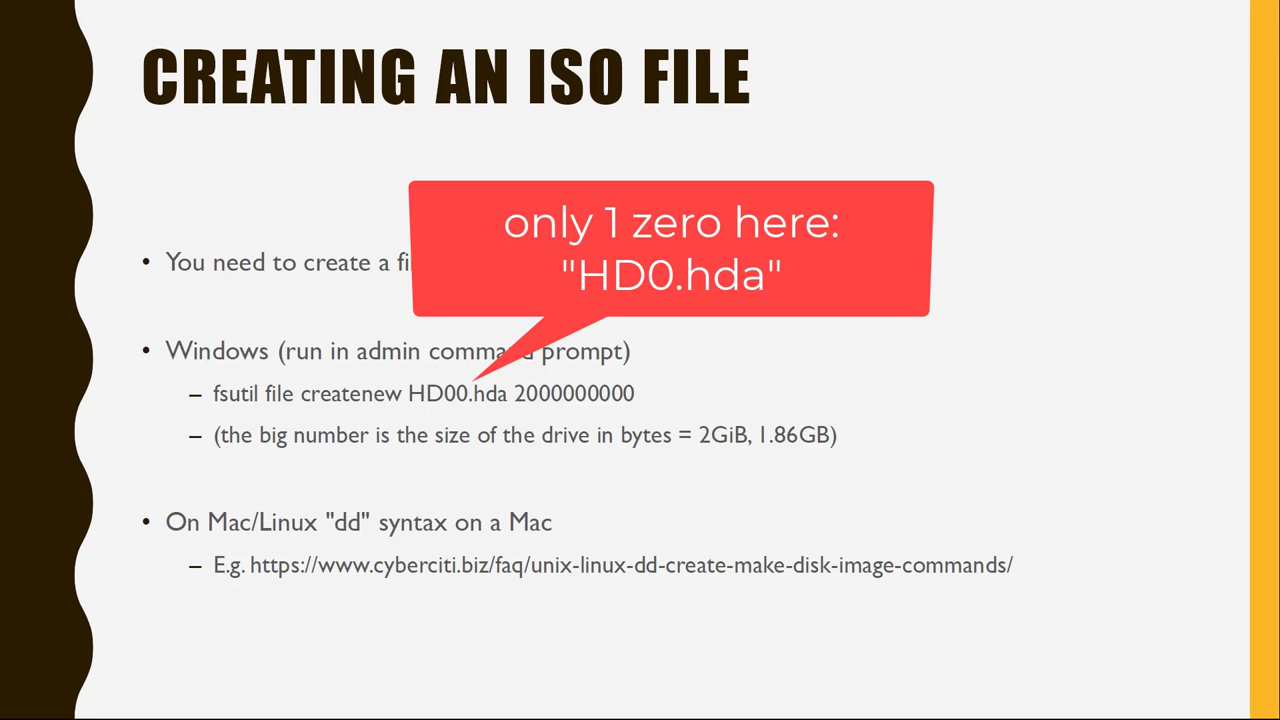 CREATING AN ISO FILE
only 1 zero here:
"HD0.hda"
• You need to create a
• Windows (run in admin command prompt)
– fsutil file createnew HD00.hda 2000000000
– (the big number is the size of the drive in bytes = 2GiB, 1.86GB)
• On Mac/Linux "dd" syntax on a Mac
– E.g. https://www.cyberciti.biz/faq/unix-linux-dd-create-make-disk-image-commands/